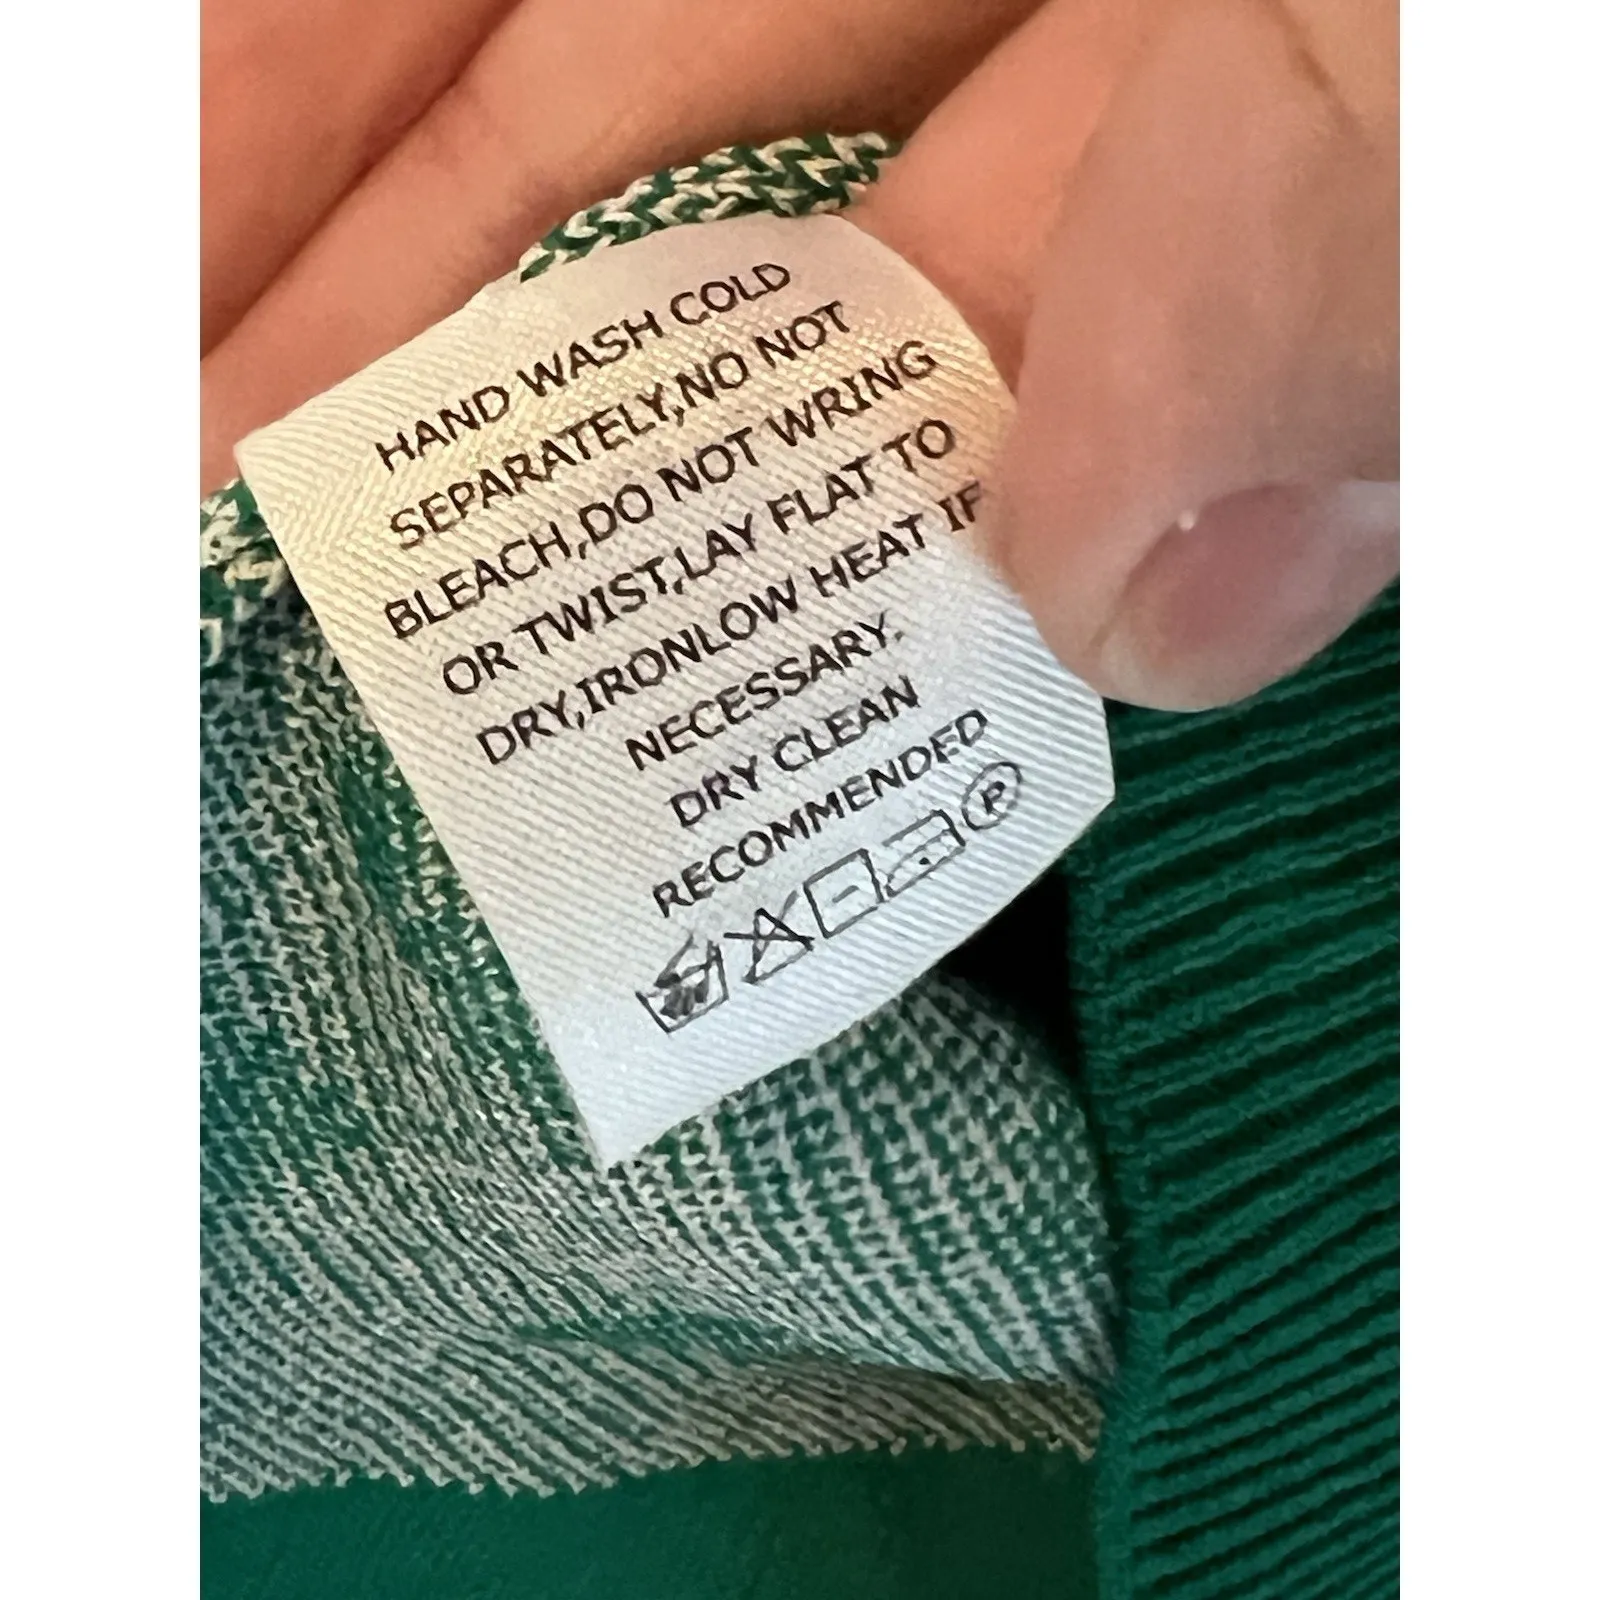 HAND WASH COLD
SEPARATELY,NO NOT
BLEACH,DO NOT WRING
OR TWIST,LAY FLAT TO
DRY,IRONLOW HEAT IF
NECESSARY.
DRY CLEAN
RECOMMENDED
P